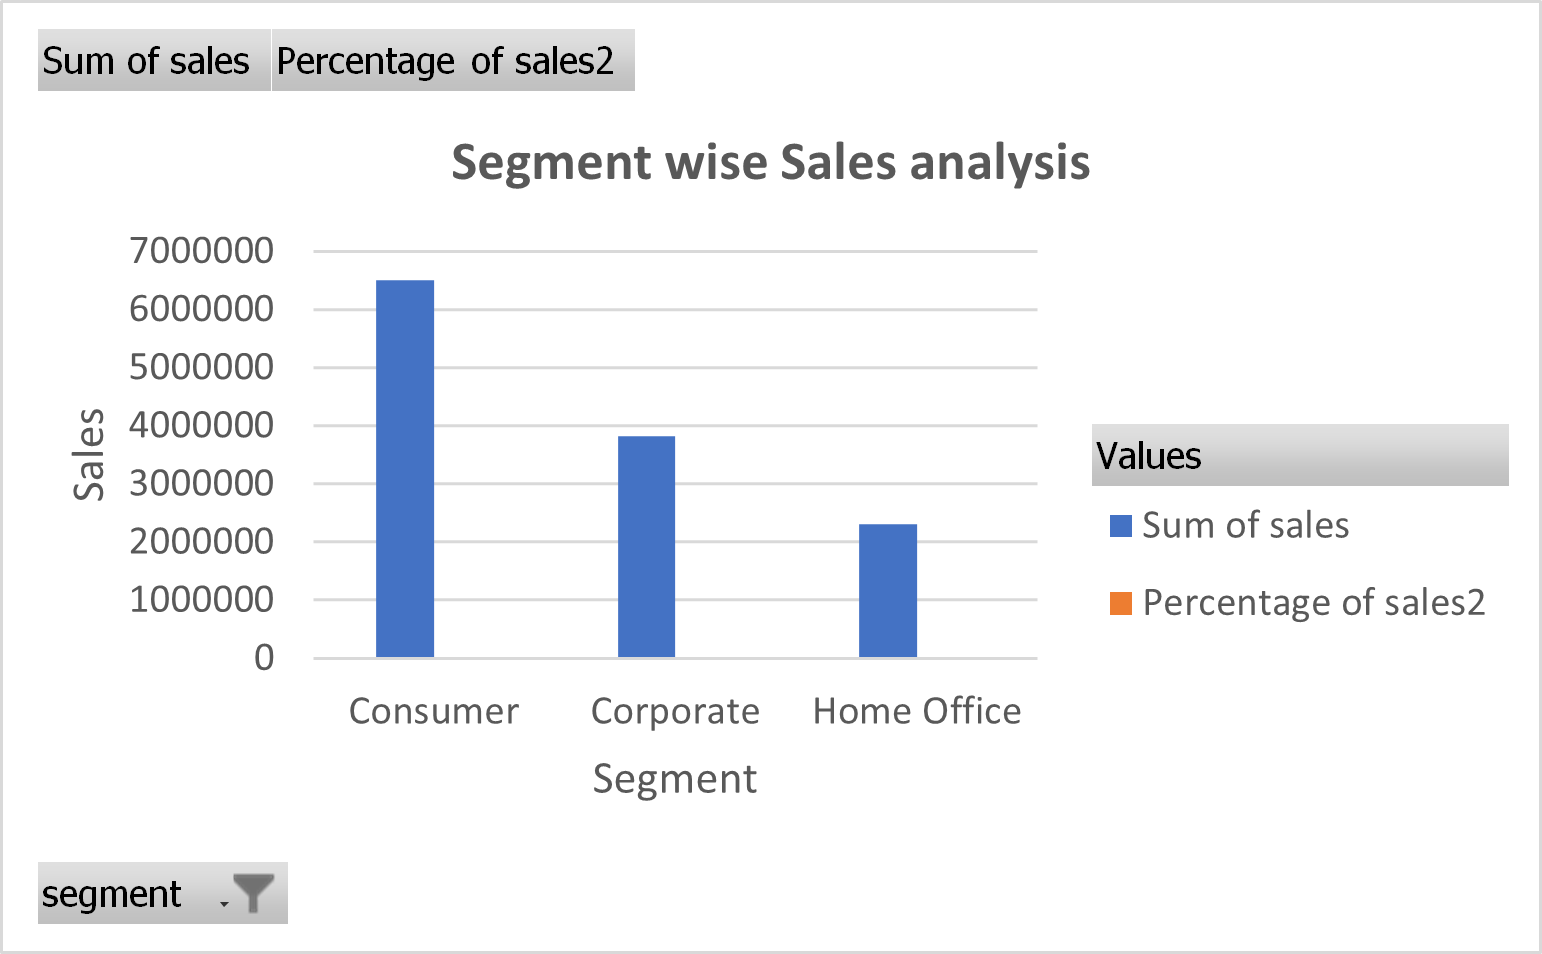 Sum of sales Percentage of sales2
Segment wise Sales analysis
7000000
6000000
5000000
4000000
3000000
2000000
1000000
0
Sales
Consumer Corporate Home Office
Segment
Values
Sum of sales
Percentage of sales2
segment